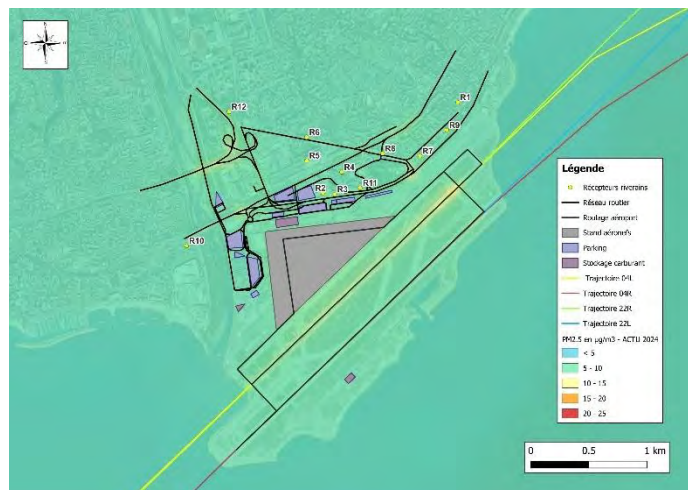 R1
R12
R9
R6
R8
R7
R5
R4
R11
R2
R3
R10
Légende
Récepteurs riverains
Réseau routier
Roulage aéroport
Stand aéronefs
Parking
Stockage carburant
Trajectoire 04L
Trajectoire 04R
Trajectoire 22R
Trajectoire 22L
PM2.5 en µg/m3 - ACTU 2024
< 5
5 - 10
10 - 15
15 - 20
20 - 25
0 0.5 1 km